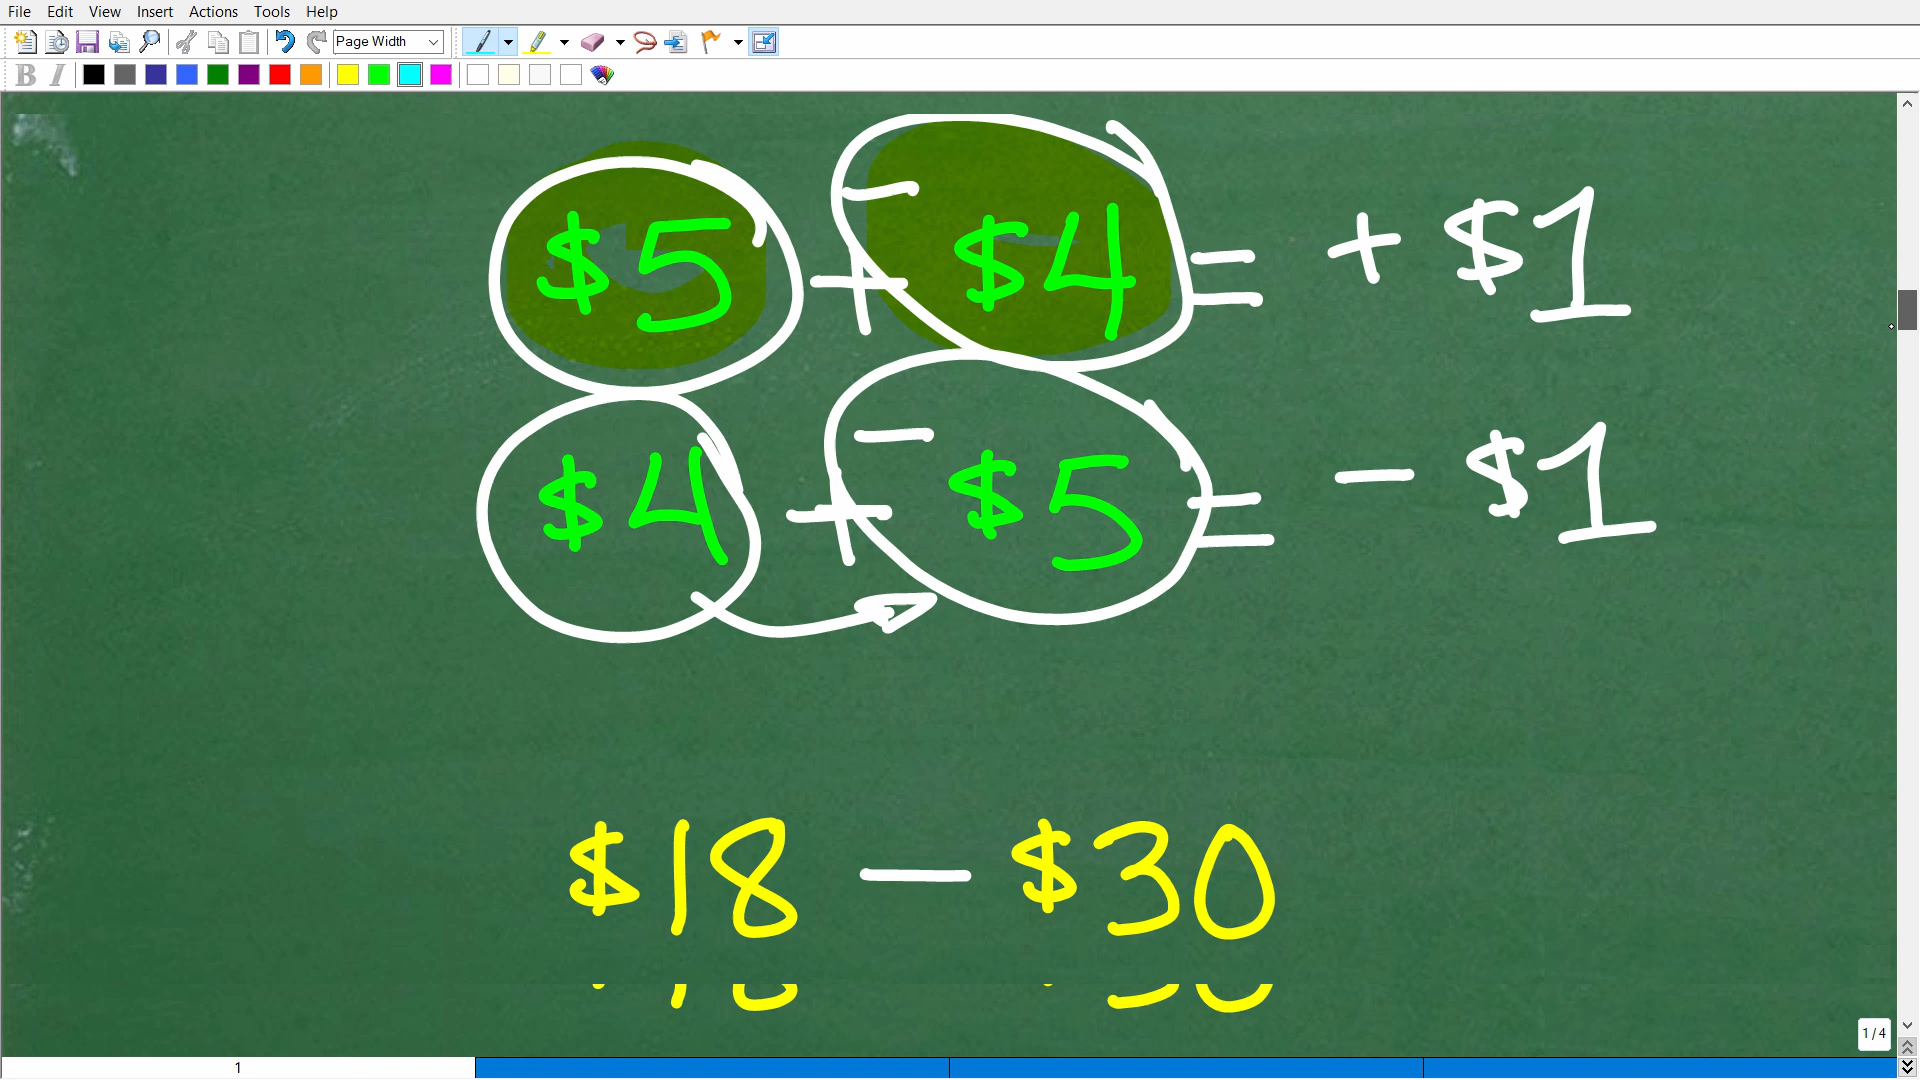 File Edit View Insert Actions Tools Help
Page Width
B I
$5 + -$4 = +$1
$4 + -$5 = -$1
$18 - $30
1 / 4
1